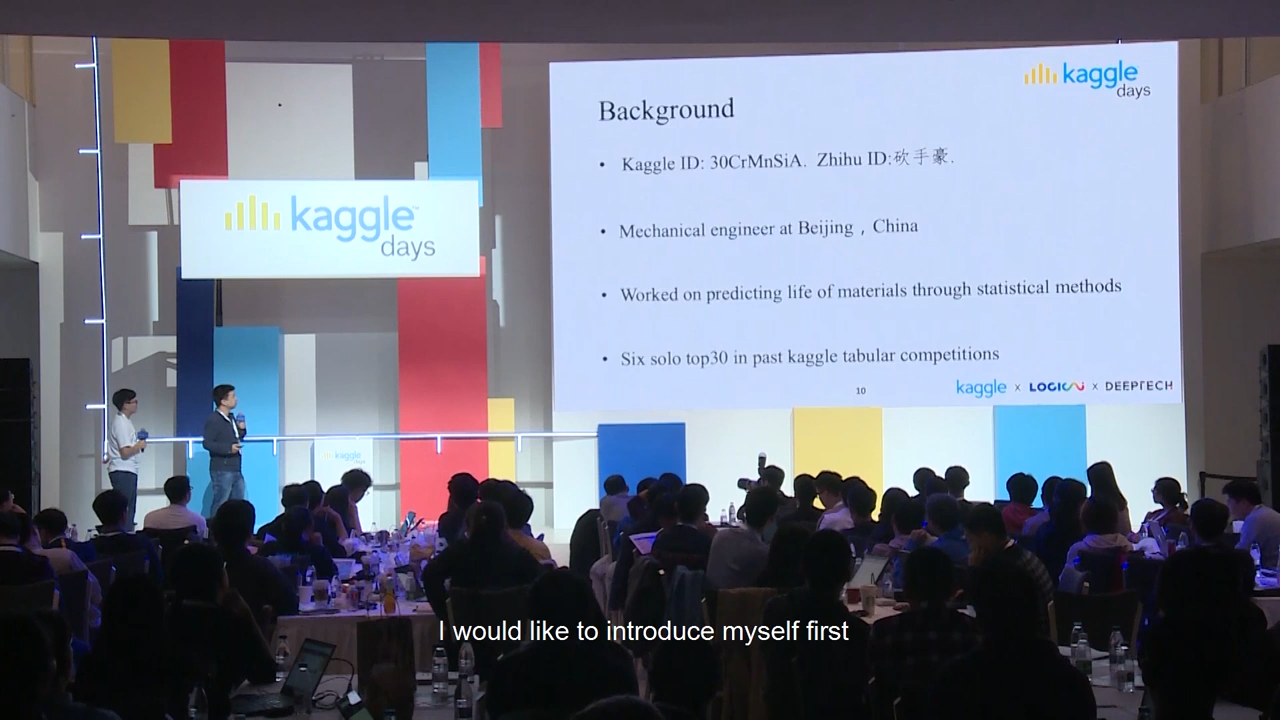 kaggle
days
Background
• Kaggle ID: 30CrMnSiA. Zhihu ID:砍手豪.
• Mechanical engineer at Beijing , China
• Worked on predicting life of materials through statistical methods
• Six solo top30 in past kaggle tabular competitions
10
kaggle x LOGICAI x DEEPTECH
kaggle
days
kaggle
I would like to introduce myself first